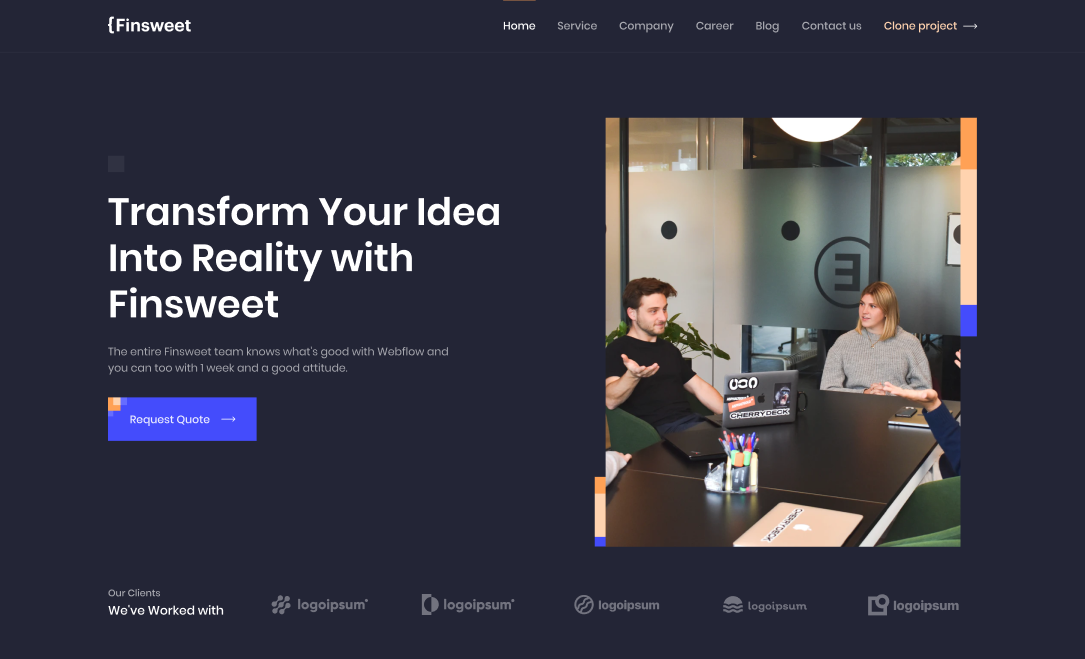 {Finsweet
Home Service Company Career Blog Contact us Clone project
Transform Your Idea
Into Reality with
Finsweet
The entire Finsweet team knows what's good with Webflow and
you can too with 1 week and a good attitude.
Request Quote
CHERRYDECK
CHERRYDECK
Our Clients
We've Worked with
logoipsum logoipsum logoipsum logoipsum logoipsum